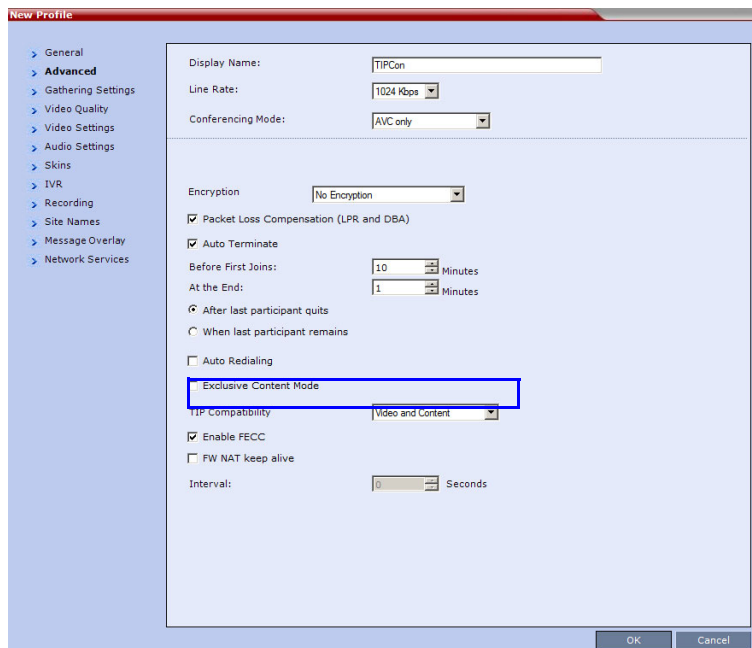 New Profile
General
Advanced
Gathering Settings
Video Quality
Video Settings
Audio Settings
Skins
IVR
Recording
Site Names
Message Overlay
Network Services
Display Name: TIPCon
Line Rate: 1024 Kbps
Conferencing Mode: AVC only
Encryption No Encryption
Packet Loss Compensation (LPR and DBA)
Auto Terminate
Before First Joins: 10 Minutes
At the End: 1 Minutes
After last participant quits
When last participant remains
Auto Redialing
Exclusive Content Mode
TIP Compatibility Video and Content
Enable FECC
FW NAT keep alive
Interval: 0 Seconds
OK Cancel